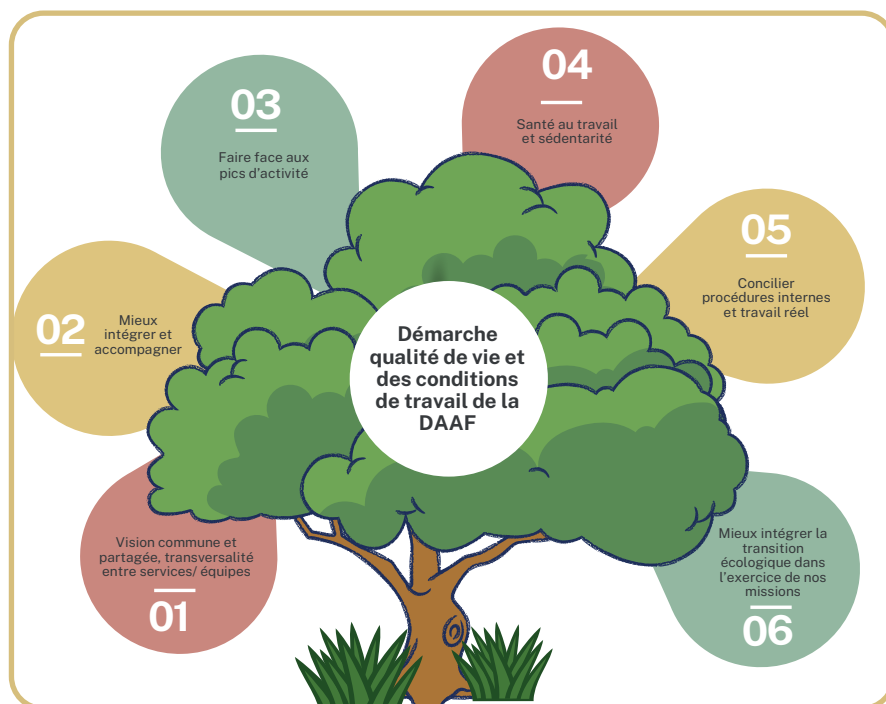 Démarche
qualité de vie et
des conditions
de travail de la
DAAF
Vision commune et
partagée, transversalité
entre services/ équipes
01
02
Mieux
intégrer et
accompagner
03
Faire face aux
pics d'activité
04
Santé au travail
et sédentarité
05
Concilier
procédures internes
et travail réel
Mieux intégrer la
transition
écologique dans
l'exercice de nos
missions
06